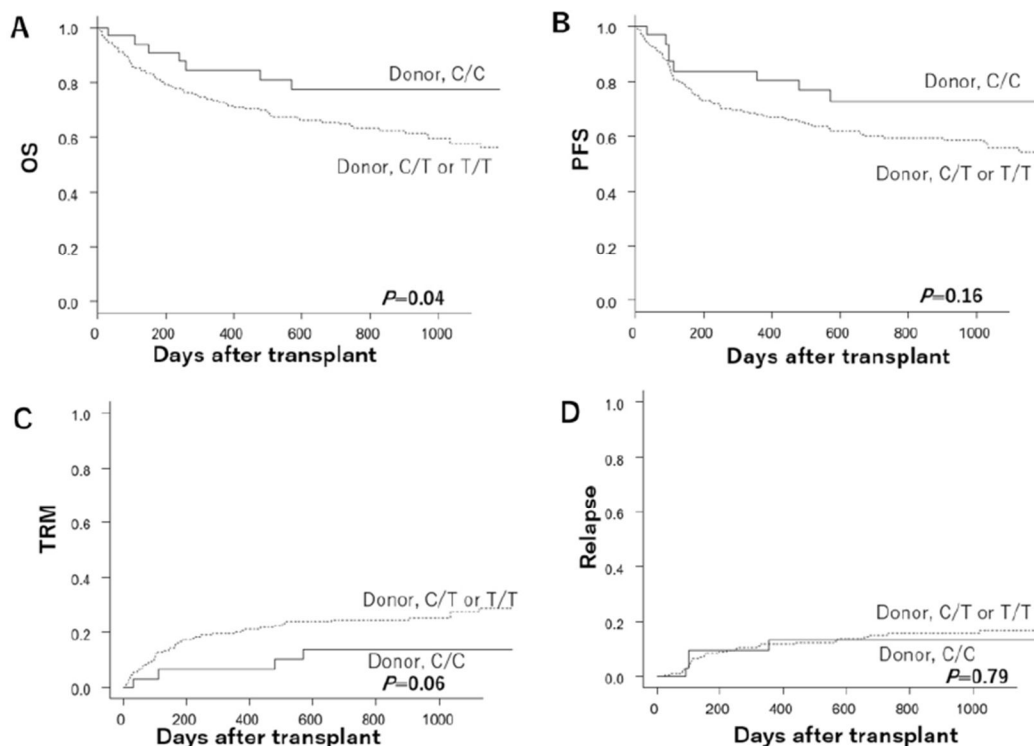 A
OS
1.0
0.8
0.6
0.4
0.2
0.0
Donor, C/C
Donor, C/T or T/T
P=0.04
0 200 400 600 800 1000
Days after transplant
B
PFS
1.0
0.8
0.6
0.4
0.2
0.0
Donor, C/C
Donor, C/T or T/T
P=0.16
0 200 400 600 800 1000
Days after transplant
C
TRM
1.0
0.8
0.6
0.4
0.2
0.0
Donor, C/T or T/T
Donor, C/C
P=0.06
0 200 400 600 800 1000
Days after transplant
D
Relapse
1.0
0.8
0.6
0.4
0.2
0.0
Donor, C/T or T/T
Donor, C/C
P=0.79
0 200 400 600 800 1000
Days after transplant